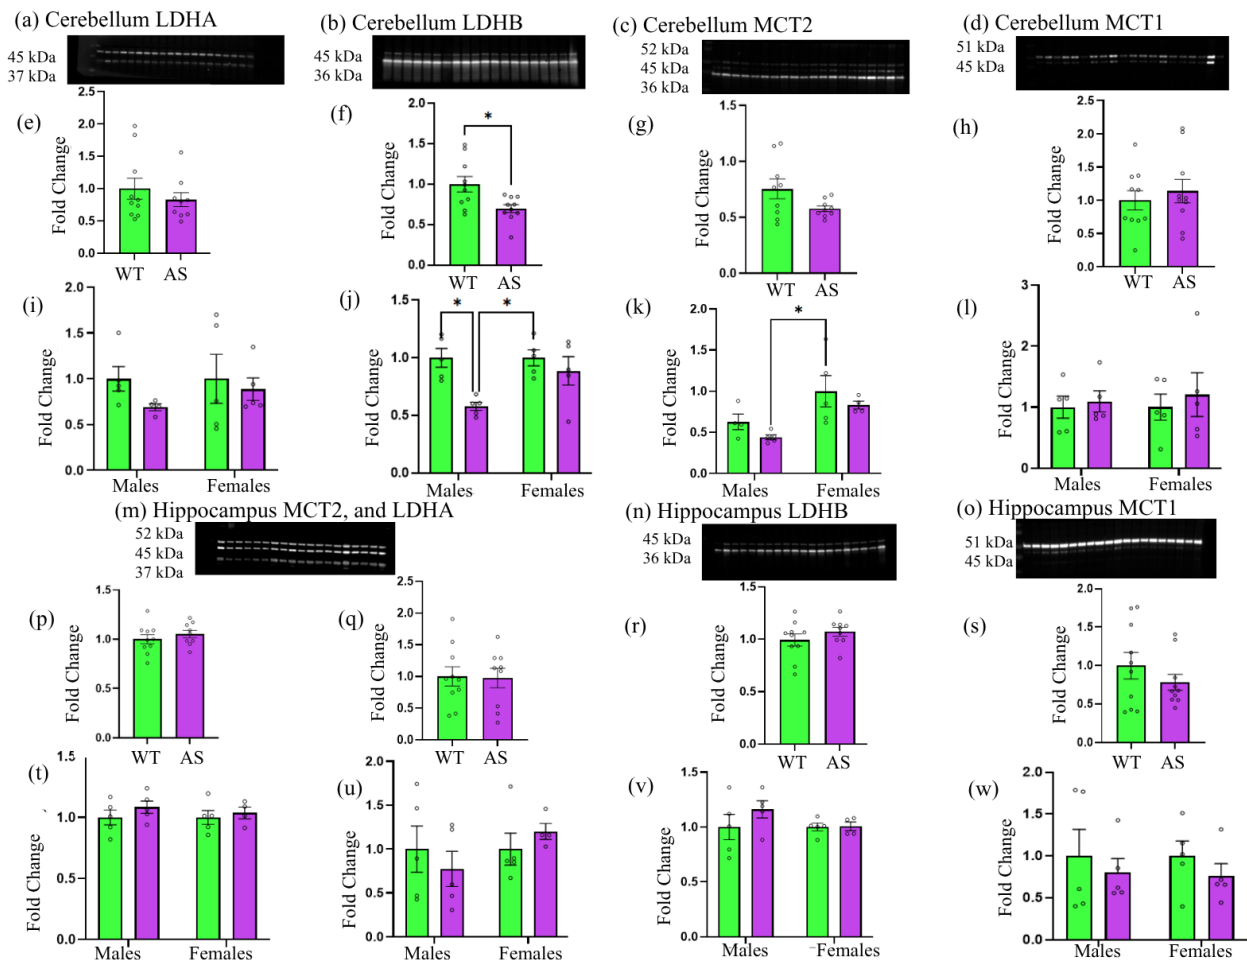 (a) Cerebellum LDHA
(b) Cerebellum LDHB
(c) Cerebellum MCT2
(d) Cerebellum MCT1
45 kDa
37 kDa
45 kDa
36 kDa
52 kDa
45 kDa
36 kDa
51 kDa
45 kDa
(e)
Fold Change
2.5
2.0
1.5
1.0
0.5
0.0
WT AS
(f)
Fold Change
2.0
1.5
1.0
0.5
0.0
*
WT AS
(g)
Fold Change
1.5
1.0
0.5
0.0
WT AS
(h)
Fold Change
2.5
2.0
1.5
1.0
0.5
0.0
WT AS
(i)
Fold Change
2.0
1.5
1.0
0.5
0.0
Males Females
(j)
Fold Change
1.5
1.0
0.5
0.0
* *
Males Females
(k)
Fold Change
2.0
1.5
1.0
0.5
0.0
*
Males Females
(l)
Fold Change
3
2
1
0
Males Females
(m) Hippocampus MCT2, and LDHA
(n) Hippocampus LDHB
(o) Hippocampus MCT1
52 kDa
45 kDa
37 kDa
45 kDa
36 kDa
51 kDa
45 kDa
(p)
Fold Change
1.5
1.0
0.5
0.0
WT AS
(q)
Fold Change
2.5
2.0
1.5
1.0
0.5
0.0
WT AS
(r)
Fold Change
1.5
1.0
0.5
0.0
WT AS
(s)
Fold Change
2.0
1.5
1.0
0.5
0.0
WT AS
(t)
Fold Change
1.5
1.0
0.5
0.0
Males Females
(u)
Fold Change
2.0
1.5
1.0
0.5
0.0
Males Females
(v)
Fold Change
1.5
1.0
0.5
0.0
Males Females
(w)
Fold Change
2.0
1.5
1.0
0.5
0.0
Males Females